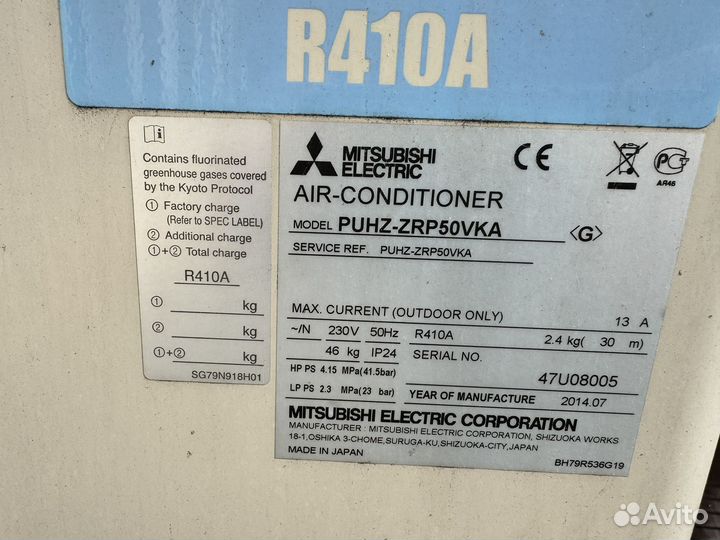 R410A
Contains fluorinated
greenhouse gases covered
by the Kyoto Protocol
① Factory charge
(Refer to SPEC LABEL)
② Additional charge
①+② Total charge
R410A
① kg
② kg
①+② kg
SG79N918H01
MITSUBISHI
ELECTRIC
CE
PG
АЯ46
AIR-CONDITIONER
MODEL PUHZ-ZRP50VKA <G>
SERVICE REF. PUHZ-ZRP50VKA
MAX. CURRENT (OUTDOOR ONLY) 13 A
~/N 230V 50Hz R410A 2.4 kg( 30 m)
46 kg IP24 SERIAL NO.
47U08005
HP PS 4.15 MPa(41.5bar)
LP PS 2.3 MPa(23 bar) YEAR OF MANUFACTURE 2014.07
MITSUBISHI ELECTRIC CORPORATION
MANUFACTURER : MITSUBISHI ELECTRIC CORPORATION, SHIZUOKA WORKS
18-1,OSHIKA 3-CHOME,SURUGA-KU,SHIZUOKA-CITY,JAPAN
MADE IN JAPAN
BH79R536G19
Avito